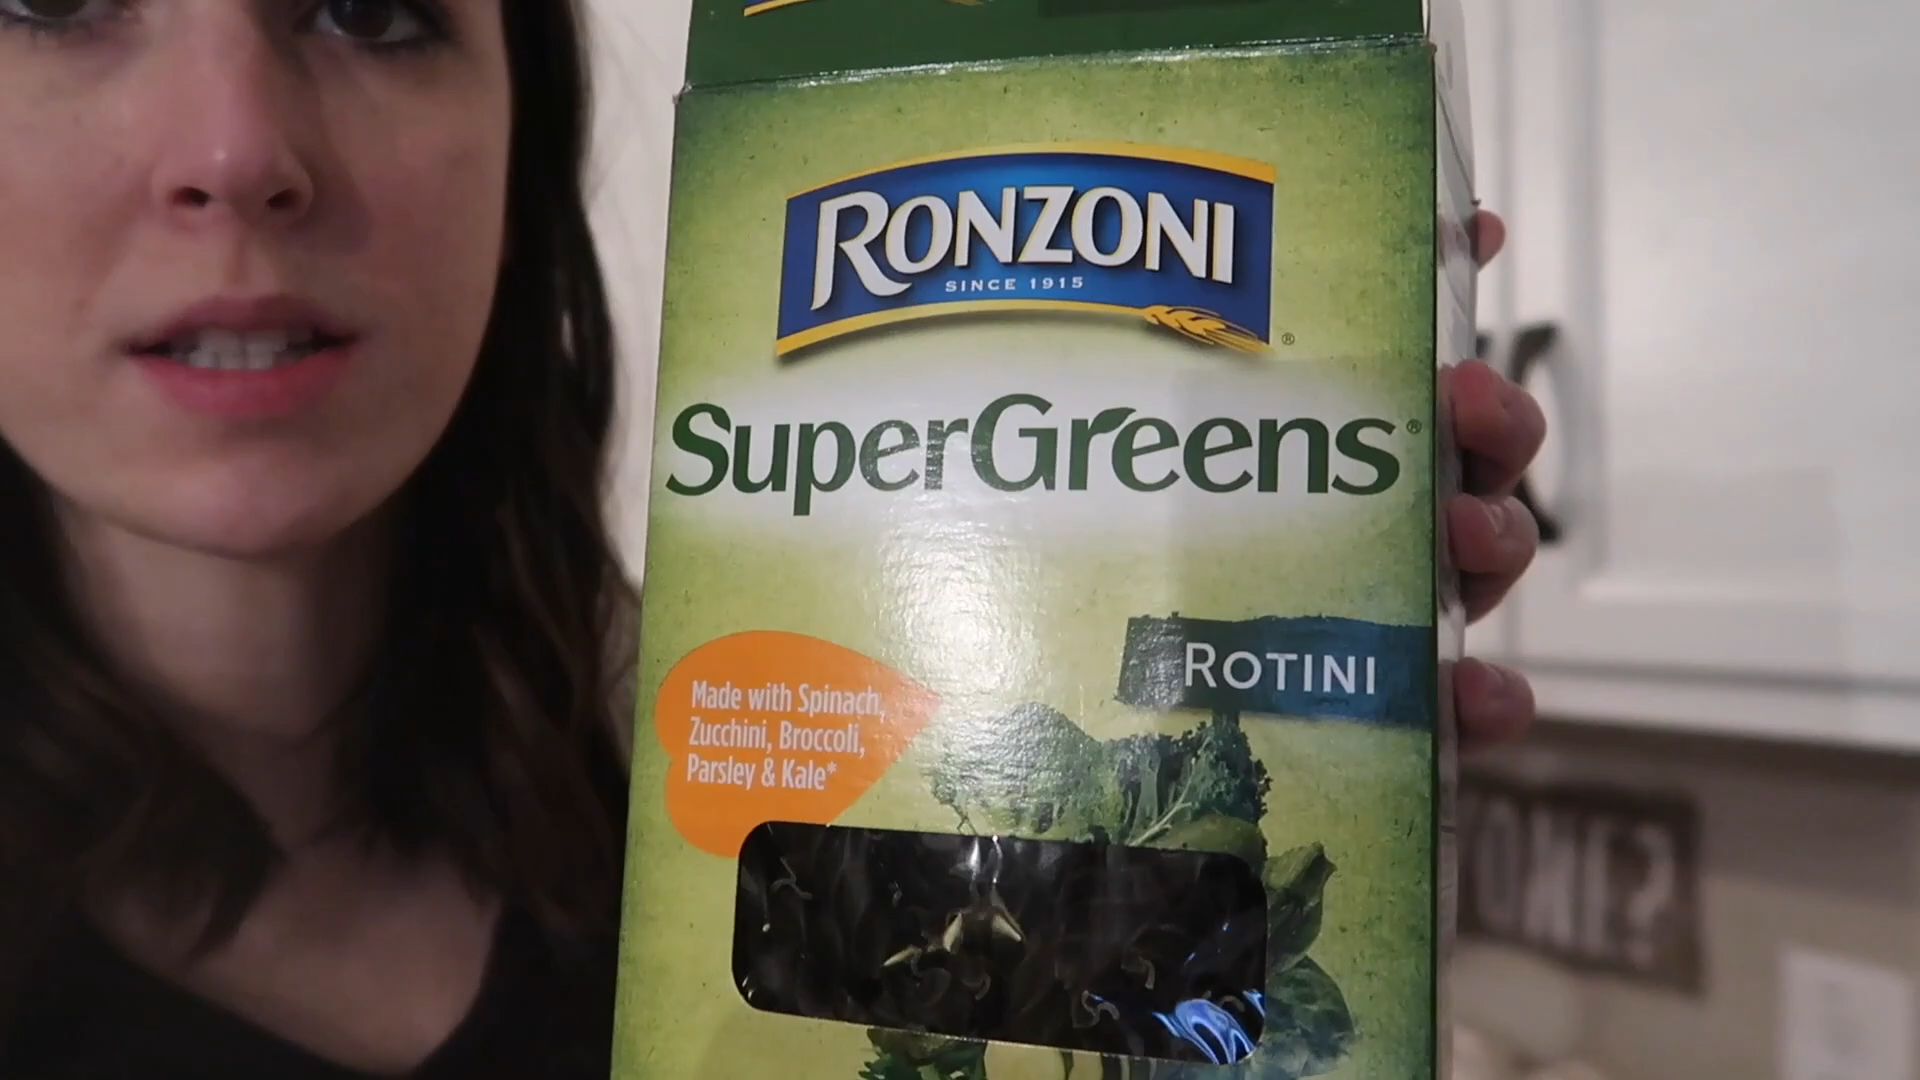 RONZONI
SINCE 1915
®
SuperGreens®
ROTINI
Made with Spinach,
Zucchini, Broccoli,
Parsley & Kale*